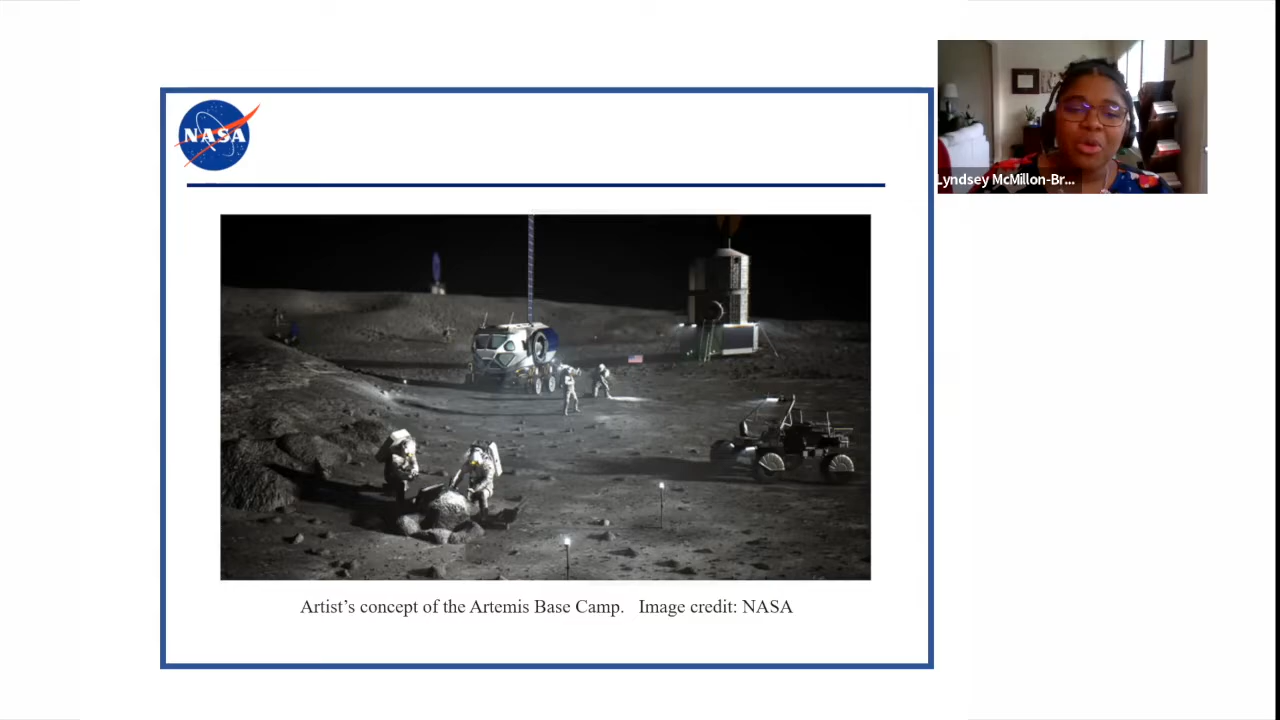 NASA
Lyndsey McMillon-Br...
Artist's concept of the Artemis Base Camp. Image credit: NASA